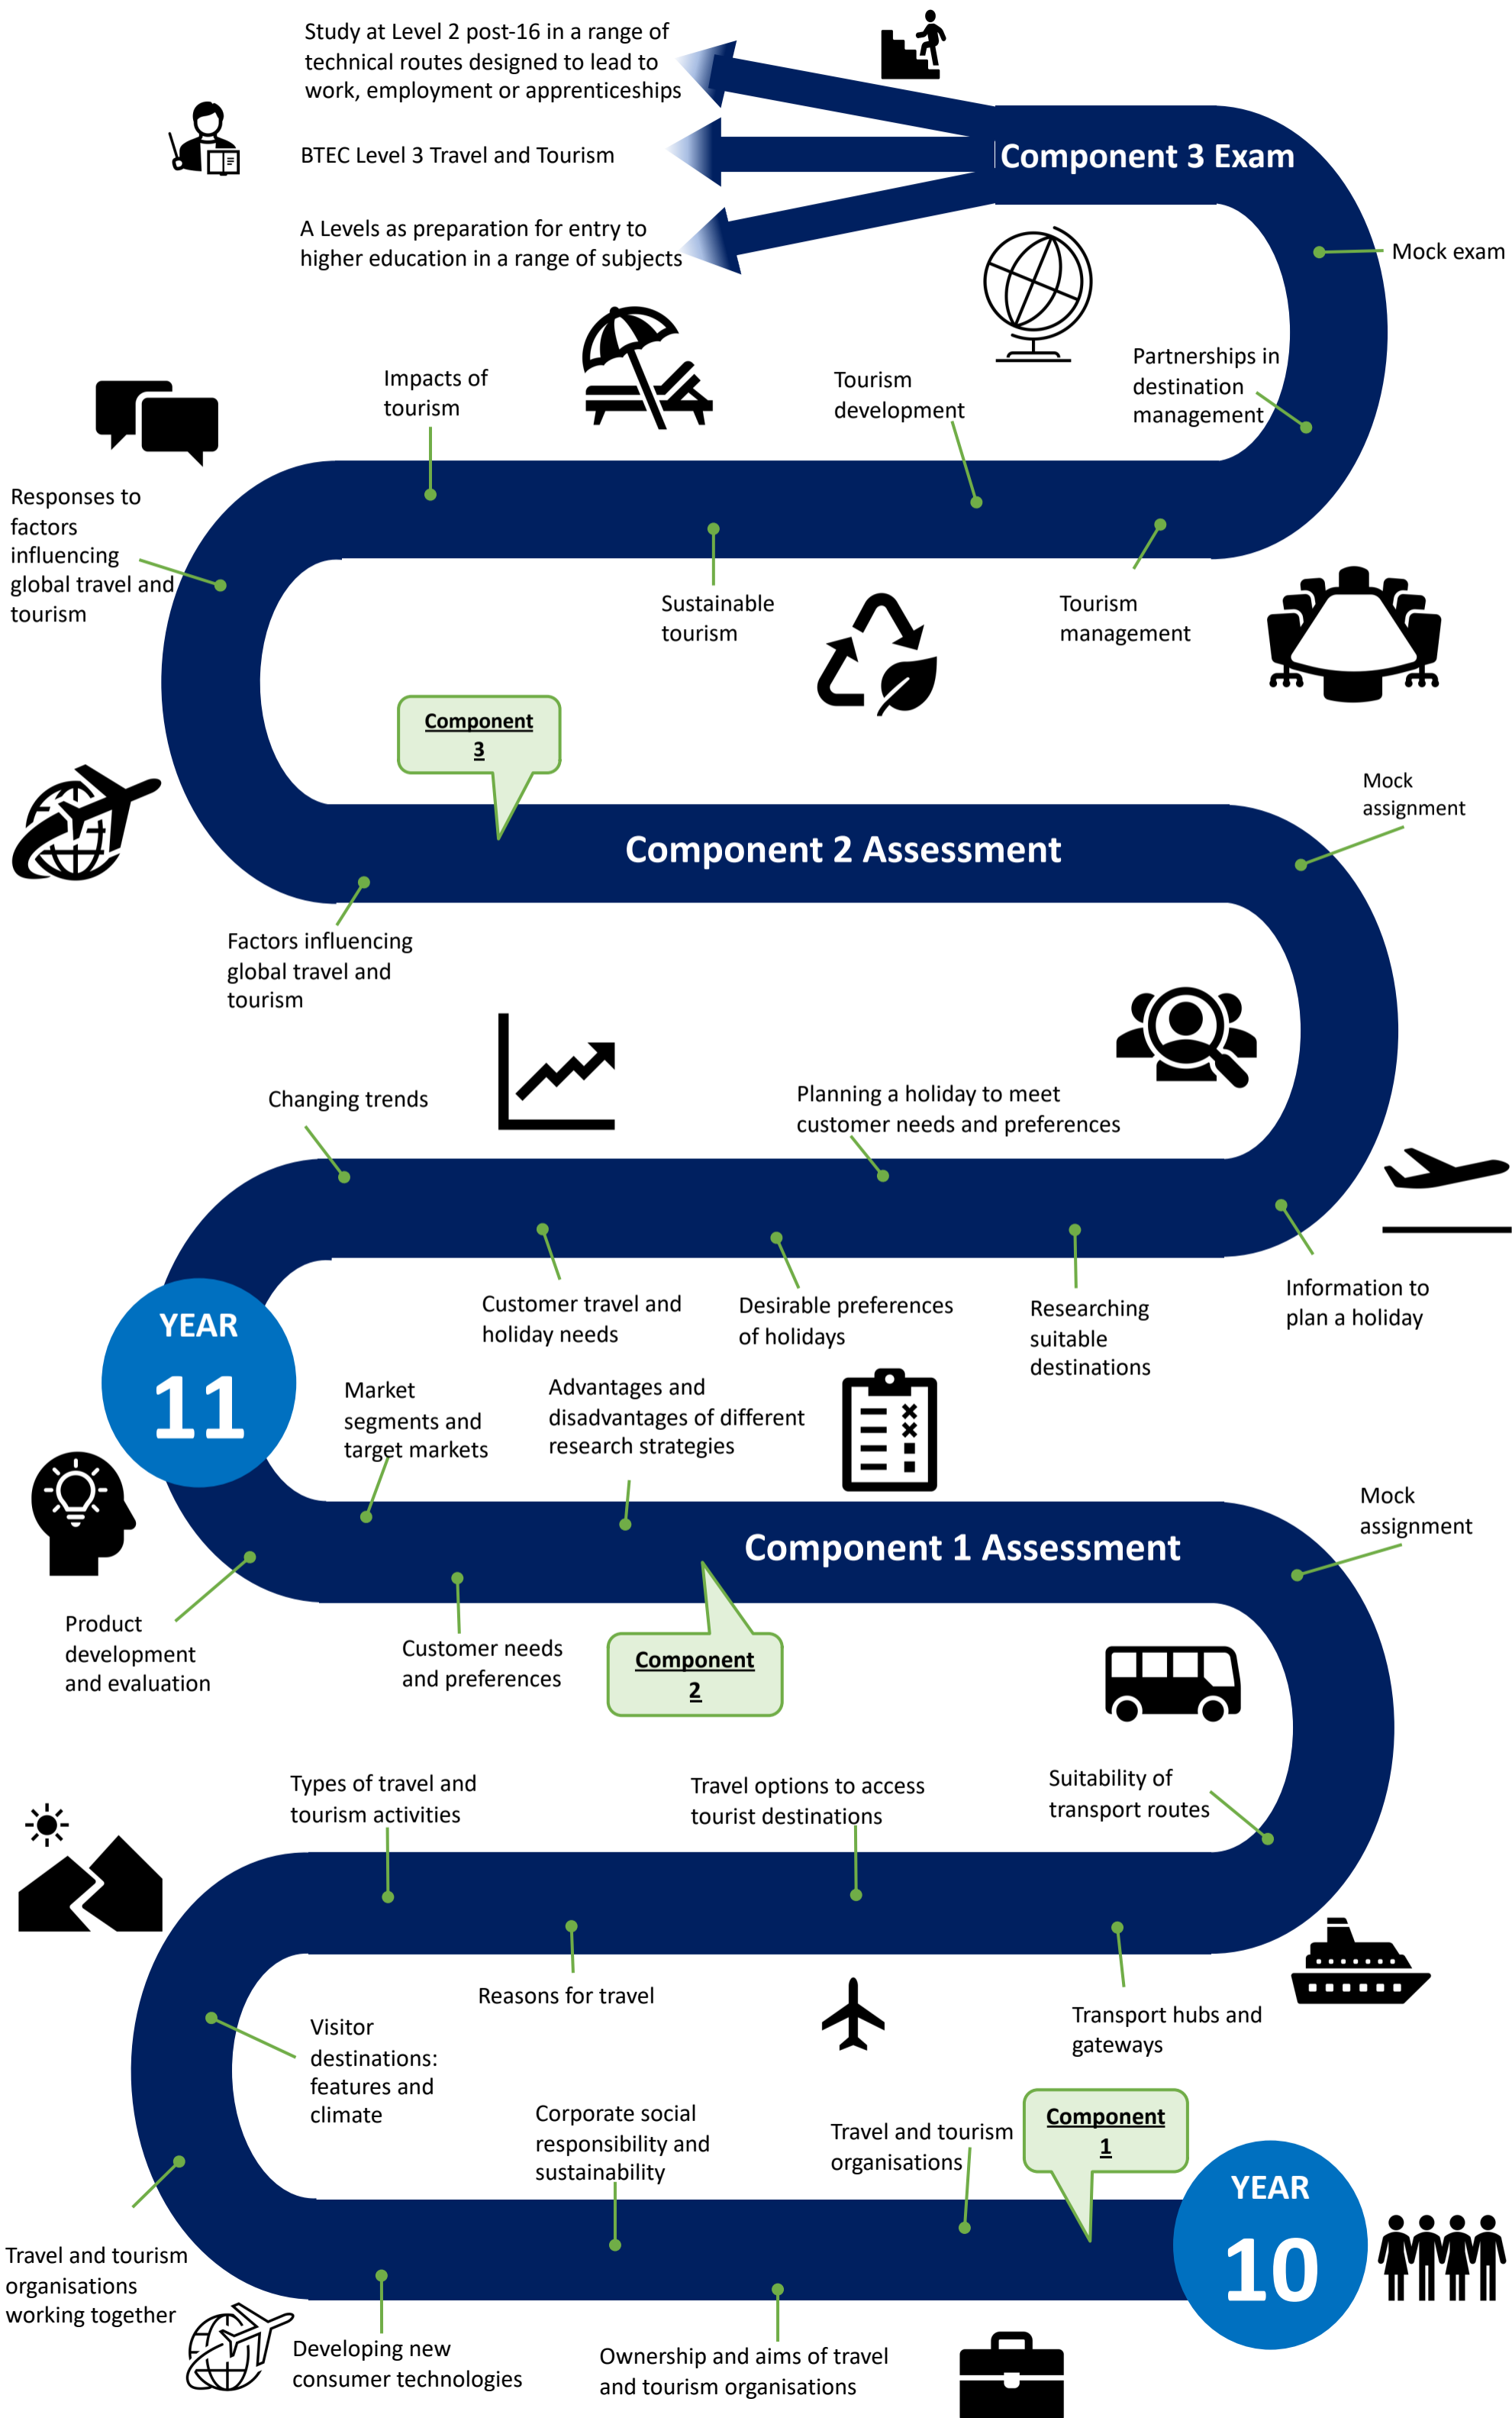 Study at Level 2 post-16 in a range of
technical routes designed to lead to
work, employment or apprenticeships
BTEC Level 3 Travel and Tourism
Component 3 Exam
A Levels as preparation for entry to
higher education in a range of subjects
Mock exam
Partnerships in
destination
management
Impacts of
tourism
Tourism
development
Responses to
factors
influencing
global travel and
tourism
Sustainable
tourism
Tourism
management
Component
3
Mock
assignment
Component 2 Assessment
Factors influencing
global travel and
tourism
Changing trends
Planning a holiday to meet
customer needs and preferences
Customer travel and
holiday needs
Desirable preferences
of holidays
Researching
suitable
destinations
Information to
plan a holiday
YEAR
11
Market
segments and
target markets
Advantages and
disadvantages of different
research strategies
Mock
assignment
Component 1 Assessment
Product
development
and evaluation
Customer needs
and preferences
Component
2
Types of travel and
tourism activities
Travel options to access
tourist destinations
Suitability of
transport routes
Reasons for travel
Transport hubs and
gateways
Visitor
destinations:
features and
climate
Corporate social
responsibility and
sustainability
Travel and tourism
organisations
Component
1
YEAR
10
Travel and tourism
organisations
working together
Developing new
consumer technologies
Ownership and aims of travel
and tourism organisations